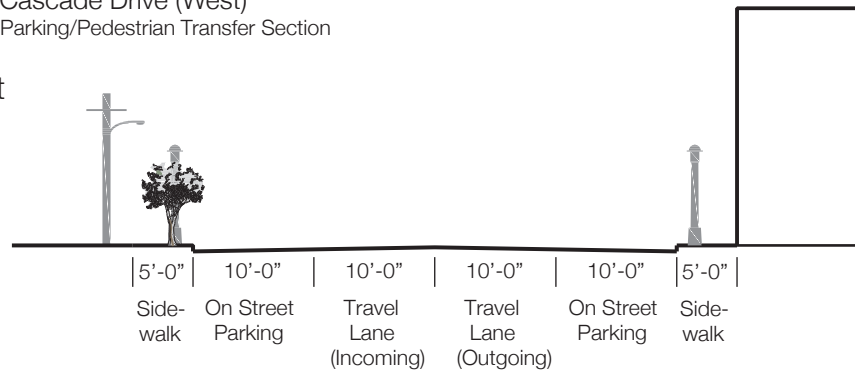 Cascade Drive (West)
Parking/Pedestrian Transfer Section
t
5’-0” 10’-0” 10’-0” 10’-0” 10’-0” 5’-0”
Side-
walk
On Street
Parking
Travel
Lane
(Incoming)
Travel
Lane
(Outgoing)
On Street
Parking
Side-
walk